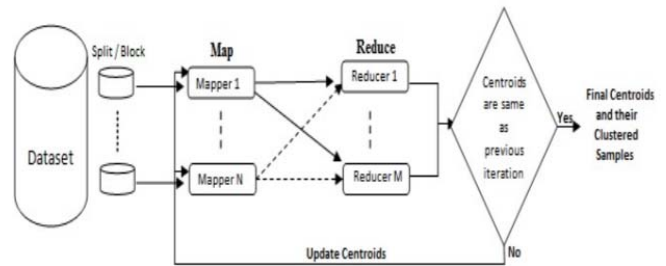 Split / Block
Map
Reduce
Mapper 1
Reducer 1
Dataset
Mapper N
Reducer M
Centroids
are same
as
previous
iteration
Yes
No
Final Centroids
and their
Clustered
Samples
Update Centroids